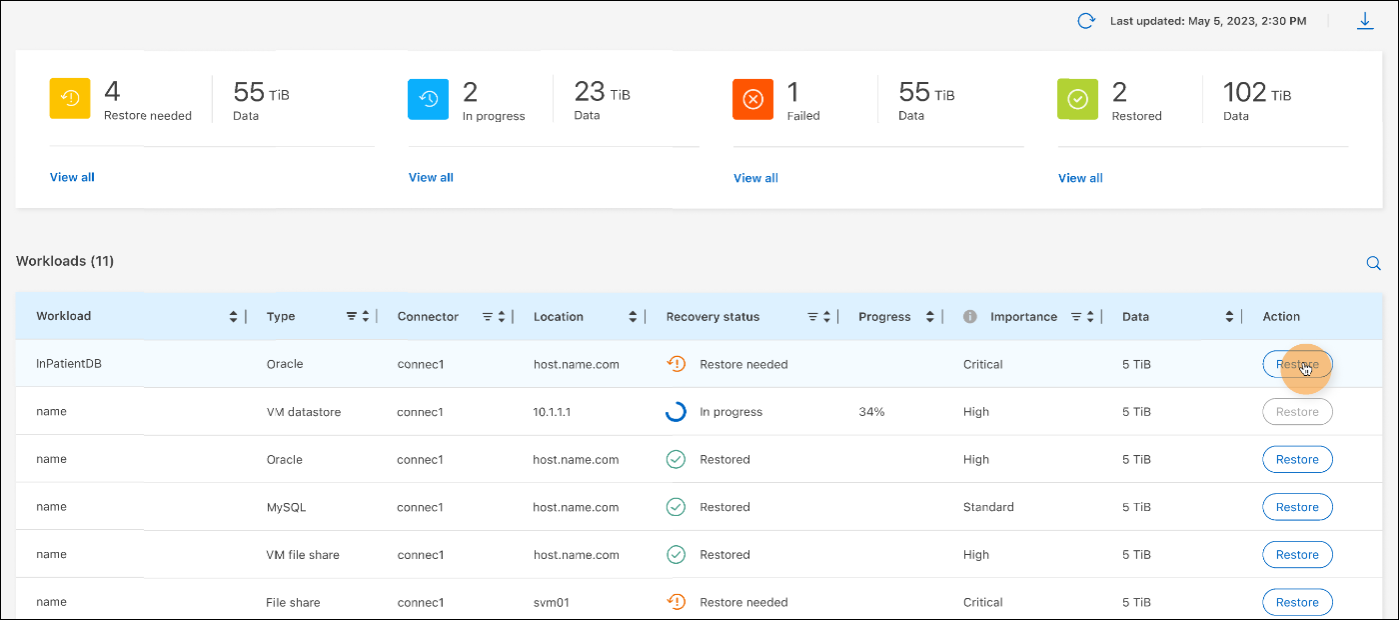 Last updated: May 5, 2023, 2:30 PM
4 55 TiB 2 23 TiB 1 55 TiB 2 102 TiB
Restore needed Data In progress Data Failed Data Restored Data
View all View all View all View all
Workloads (11)
Workload Type Connector Location Recovery status Progress Importance Data Action
InPatientDB Oracle connec1 host.name.com Restore needed Critical 5 TiB Restore
name VM datastore connec1 10.1.1.1 In progress 34% High 5 TiB Restore
name Oracle connec1 host.name.com Restored High 5 TiB Restore
name MySQL connec1 host.name.com Restored Standard 5 TiB Restore
name VM file share connec1 host.name.com Restored High 5 TiB Restore
name File share connec1 svm01 Restore needed Critical 5 TiB Restore